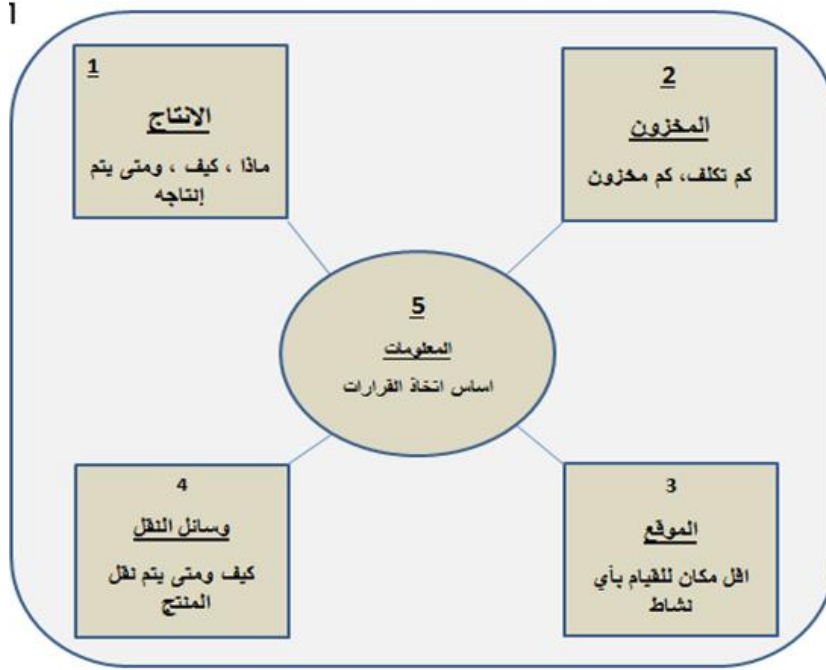 1
الانتاج
ماذا ، كيف ، ومتى يتم
إنتاجه
2
المخزون
كم تكلف، كم مخزون
5
المعلومات
اساس اتخاذ القرارات
4
وسائل النقل
كيف ومتى يتم نقل
المنتج
3
الموقع
افل مكان للقيام بأي
نشاط